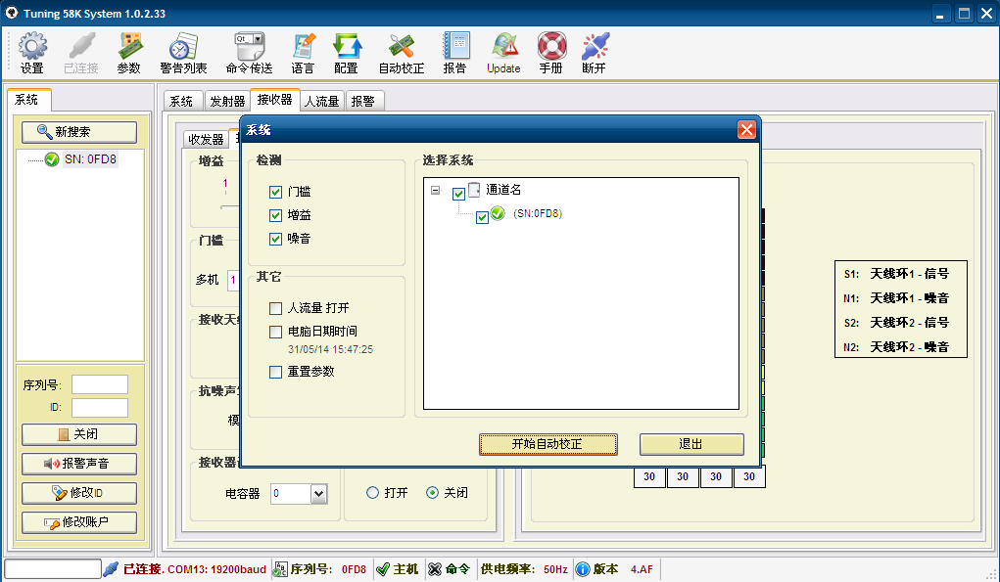 Tuning 58K System 1.0.2.33
设置 已连接 参数 警告列表 命令传送 语言 配置 自动校正 报告 Update 手册 断开
系统
系统 发射器 接收器 人流量 报警
新搜索
SN: 0FD8
序列号:
ID:
关闭
报警声音
修改ID
修改账户
收发器
增益
1
门槛
多机 1
接收天
抗噪声
接收器
电容器 0
打开 关闭
系统
检测
门槛
增益
噪音
其它
人流量 打开
电脑日期时间
31/05/14 15:47:25
重置参数
选择系统
通道名
(SN:0FD8)
开始自动校正 退出
S1: 天线环1 - 信号
N1: 天线环1 - 噪音
S2: 天线环2 - 信号
N2: 天线环2 - 噪音
30 30 30 30
已连接. COM13: 19200baud 序列号: 0FD8 主机 命令 供电频率: 50Hz 版本 4.AF